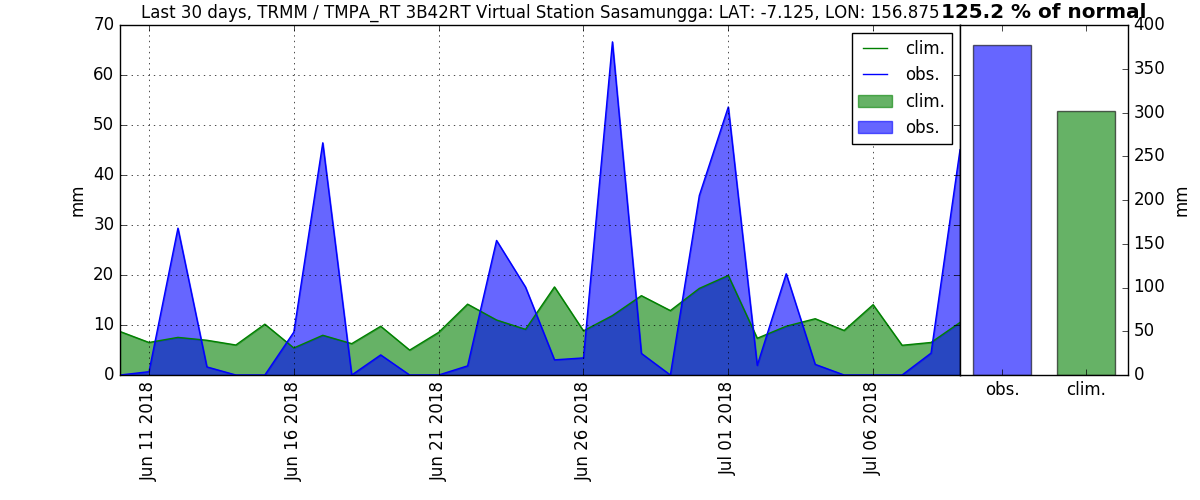 Last 30 days, TRMM / TMPA_RT 3B42RT Virtual Station Sasamungga: LAT: -7.125, LON: 156.875
125.2 % of normal
70
60
50
40
30
20
10
0
mm
clim.
obs.
clim.
obs.
Jun 11 2018
Jun 16 2018
Jun 21 2018
Jun 26 2018
Jul 01 2018
Jul 06 2018
400
350
300
250
200
150
100
50
0
mm
obs.
clim.